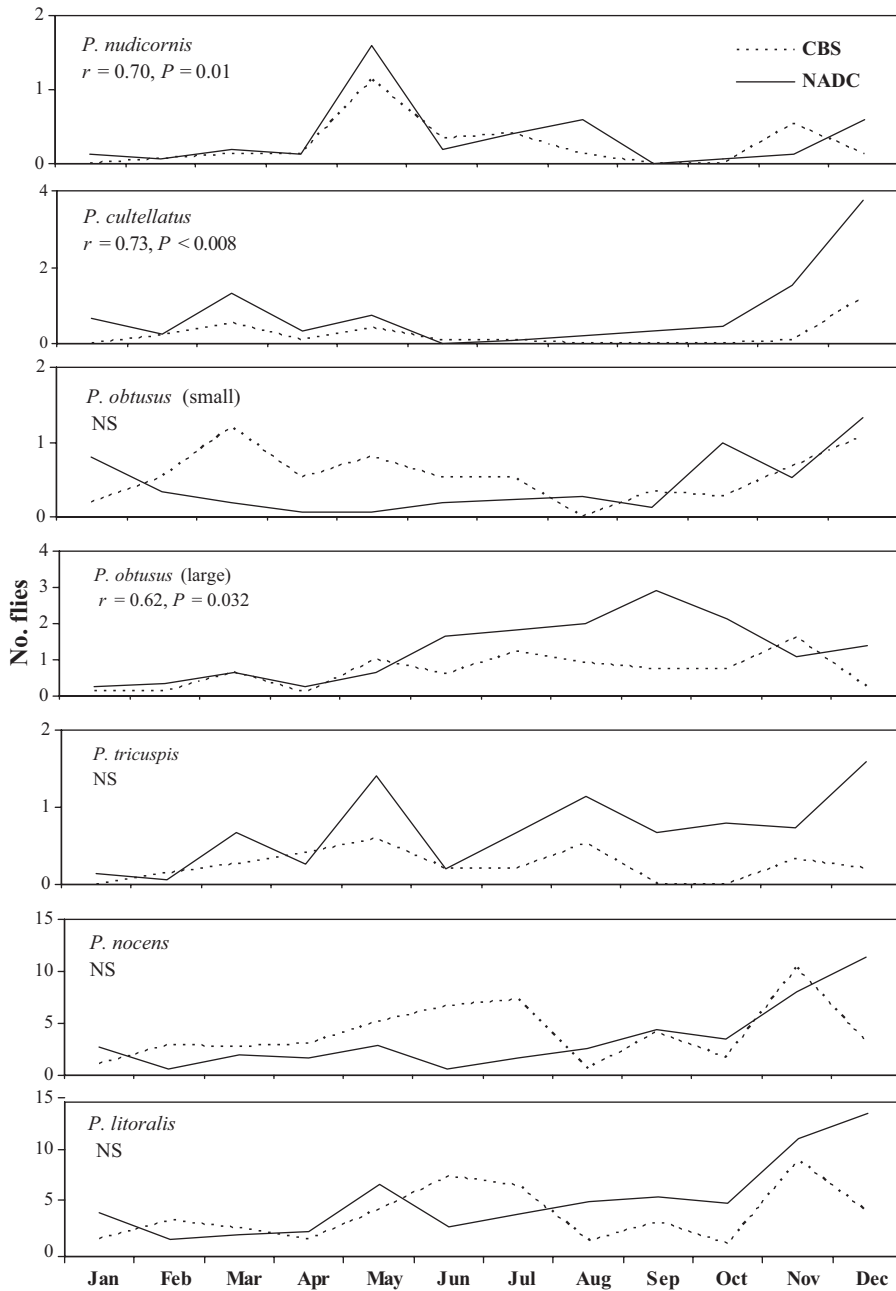 2
P. nudicornis
r = 0.70, P = 0.01
CBS
NADC
1
0
4
P. cultellatus
r = 0.73, P < 0.008
2
0
2
P. obtusus (small)
NS
1
0
4
P. obtusus (large)
r = 0.62, P = 0.032
3
2
1
0
No. flies
2
P. tricuspis
NS
1
0
15
P. nocens
NS
10
5
0
15
P. litoralis
NS
10
5
0
Jan Feb Mar Apr May Jun Jul Aug Sep Oct Nov Dec